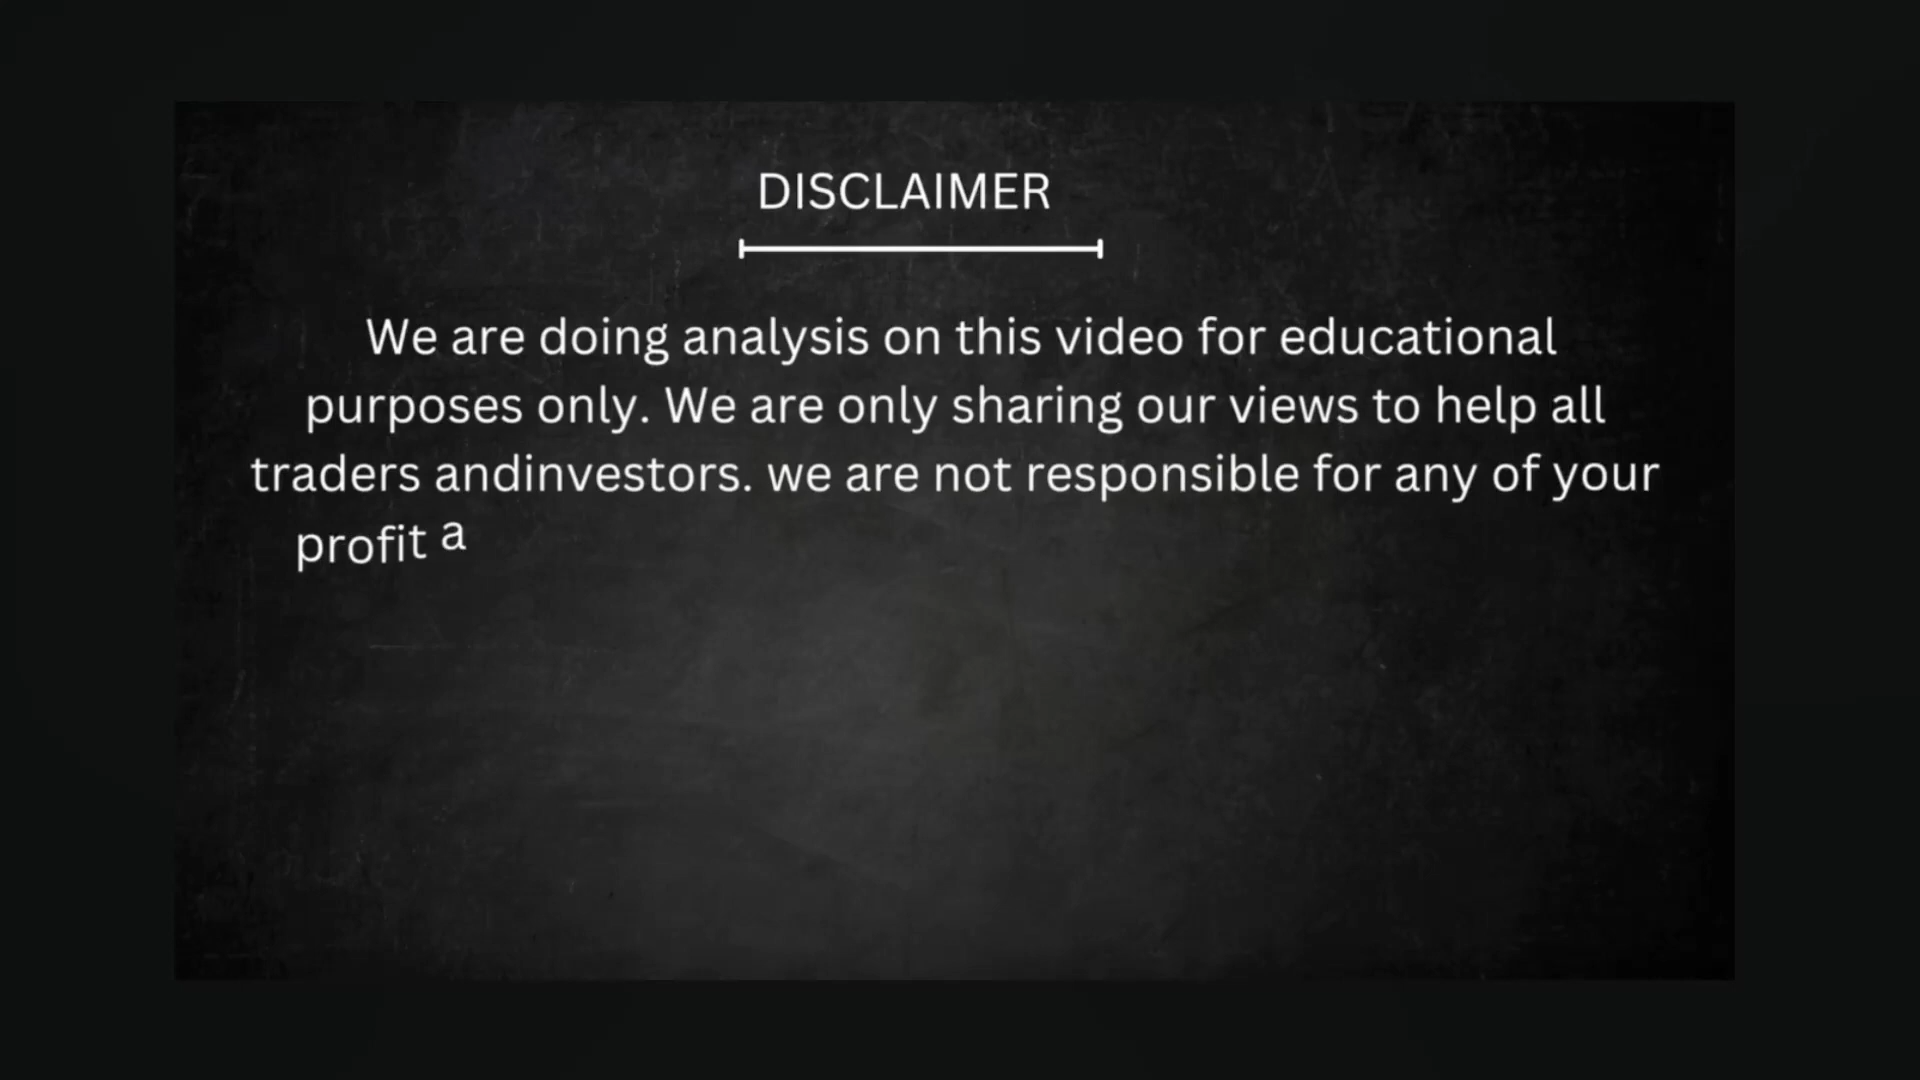 DISCLAIMER
We are doing analysis on this video for educational
purposes only. We are only sharing our views to help all
traders andinvestors. we are not responsible for any of your
profit a